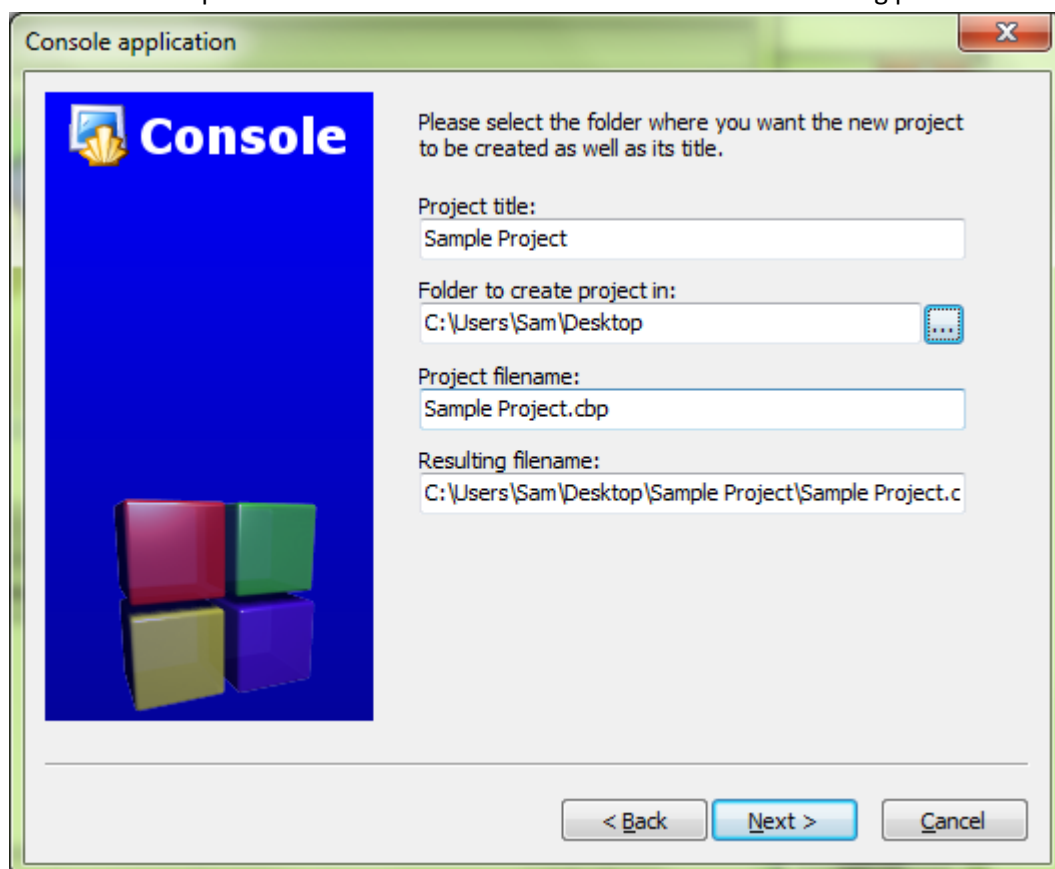 Console application
Console
Please select the folder where you want the new project
to be created as well as its title.
Project title:
Sample Project
Folder to create project in:
C:\Users\Sam\Desktop
...
Project filename:
Sample Project.cbp
Resulting filename:
C:\Users\Sam\Desktop\Sample Project\Sample Project.c
< Back Next > Cancel